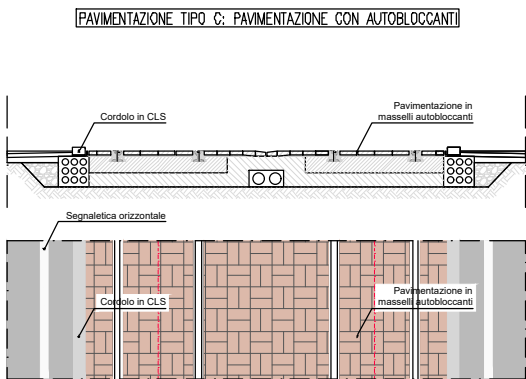 PAVIMENTAZIONE TIPO C: PAVIMENTAZIONE CON AUTOBLOCCANTI
Cordolo in CLS
Pavimentazione in
masselli autobloccanti
Segnaletica orizzontale
Cordolo in CLS
Pavimentazione in
masselli autobloccanti